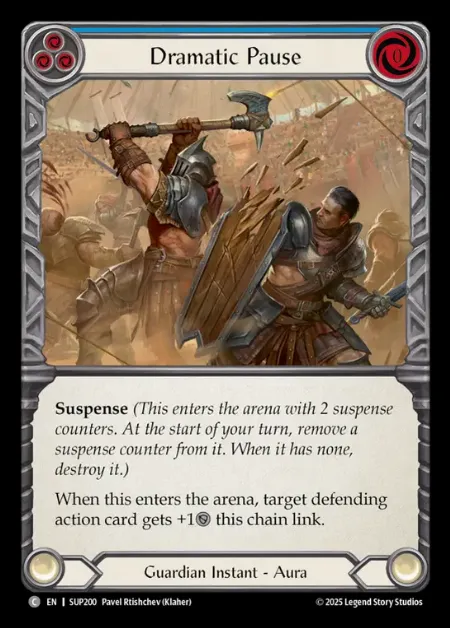 Dramatic Pause
0
Suspense (This enters the arena with 2 suspense
counters. At the start of your turn, remove a
suspense counter from it. When it has none,
destroy it.)
When this enters the arena, target defending
action card gets +1 this chain link.
Guardian Instant - Aura
C EN | SUP200 Pavel Rtishchev (Klaher) © 2025 Legend Story Studios